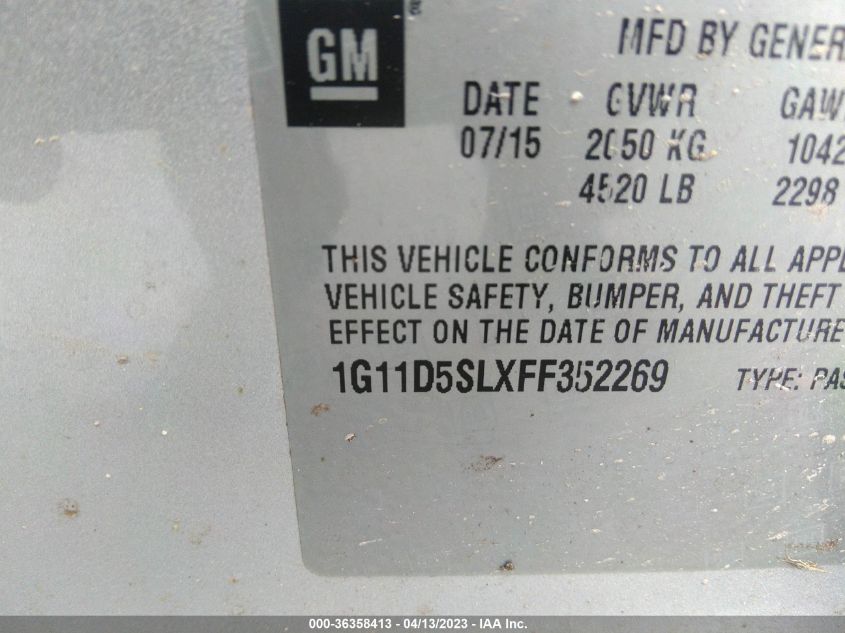 GM
MFD BY GENER
DATE GVWR GAW
07/15 2050 KG 1042
4520 LB 2298
THIS VEHICLE CONFORMS TO ALL APPL
VEHICLE SAFETY, BUMPER, AND THEFT
EFFECT ON THE DATE OF MANUFACTURE
1G11D5SLXFF352269 TYPE: PAS
000-36358413 - 04/13/2023 - IAA Inc.